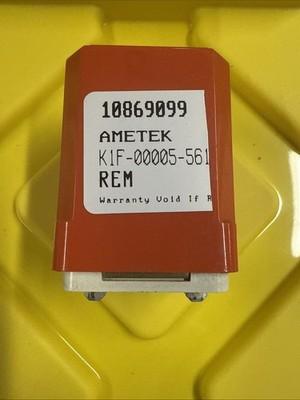 10869099
AMETEK
K1F-00005-561
REM
Warranty Void If R